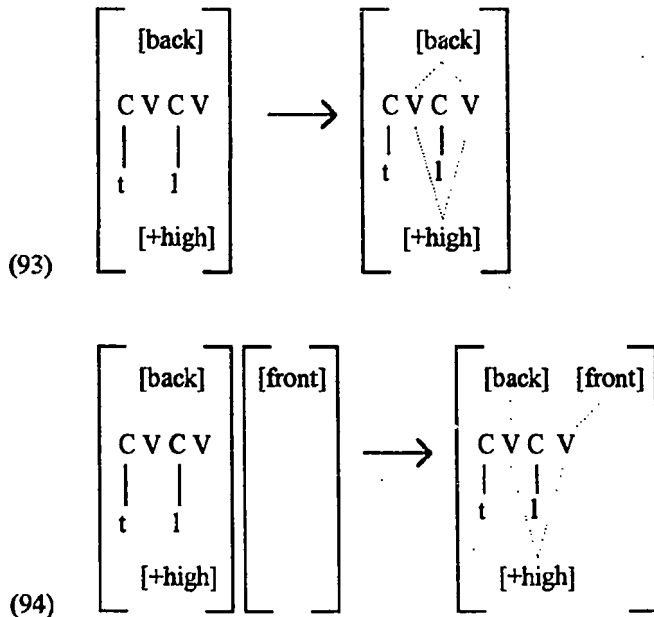 [back] [back]
C V C V C V C V
t l t l
[+high] [+high]
(93)
[back] [front] [back] [front]
C V C V C V C V
t l t l
[+high] [+high]
(94)